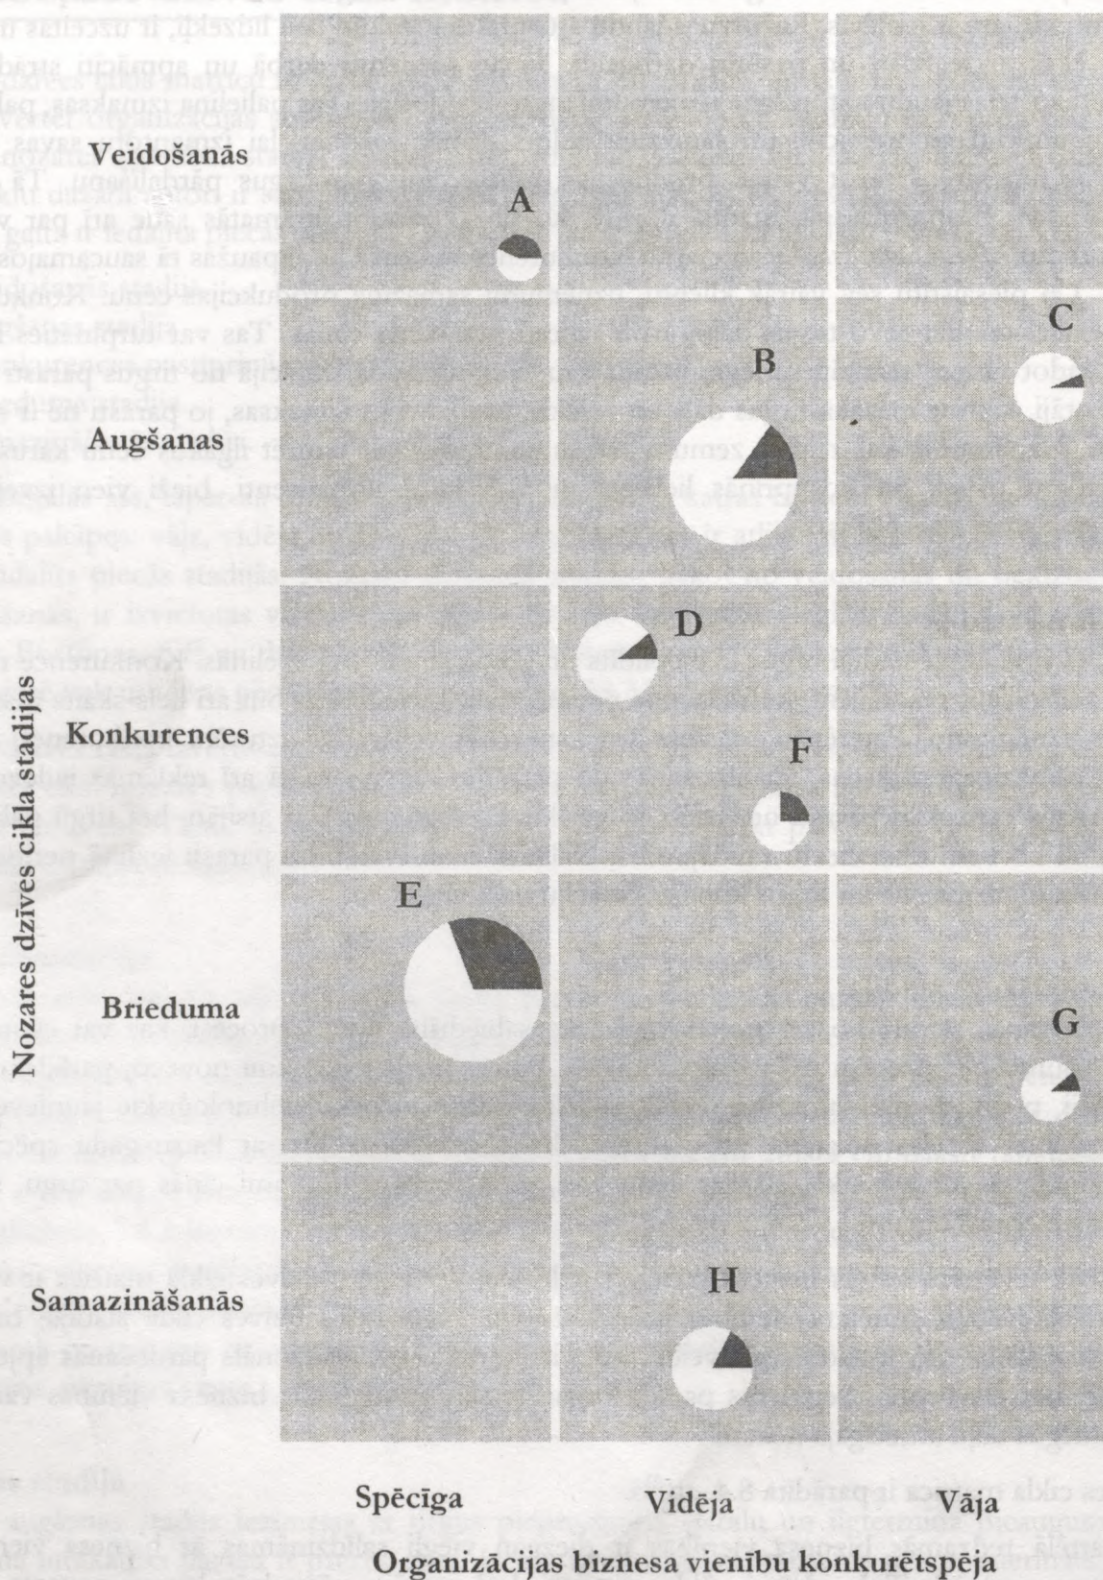 Veidošanās
A
C
B
Augšanas
D
Konkurences
F
E
Brieduma
G
Samazināšanās
H
Nozares dzīves cikla stadijas
Spēcīga Vidēja Vāja
Organizācijas biznesa vienību konkurētspēja